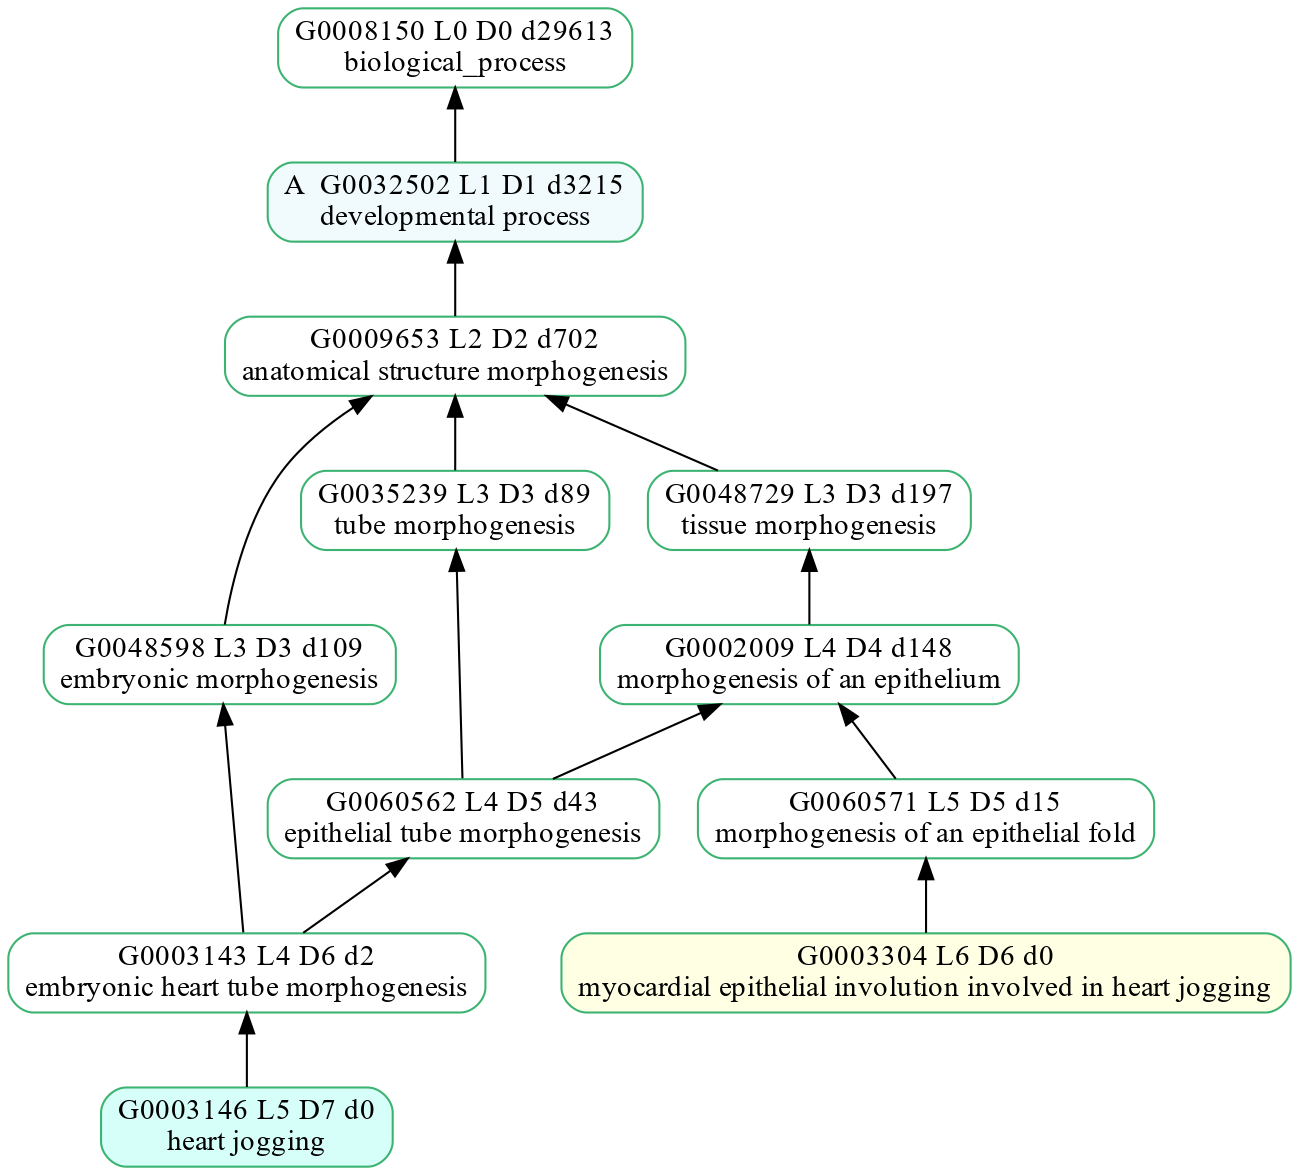 G0008150 L0 D0 d29613
biological_process
A  G0032502 L1 D1 d3215
developmental process
G0009653 L2 D2 d702
anatomical structure morphogenesis
G0035239 L3 D3 d89
tube morphogenesis
G0048729 L3 D3 d197
tissue morphogenesis
G0048598 L3 D3 d109
embryonic morphogenesis
G0002009 L4 D4 d148
morphogenesis of an epithelium
G0060562 L4 D5 d43
epithelial tube morphogenesis
G0060571 L5 D5 d15
morphogenesis of an epithelial fold
G0003143 L4 D6 d2
embryonic heart tube morphogenesis
G0003304 L6 D6 d0
myocardial epithelial involution involved in heart jogging
G0003146 L5 D7 d0
heart jogging